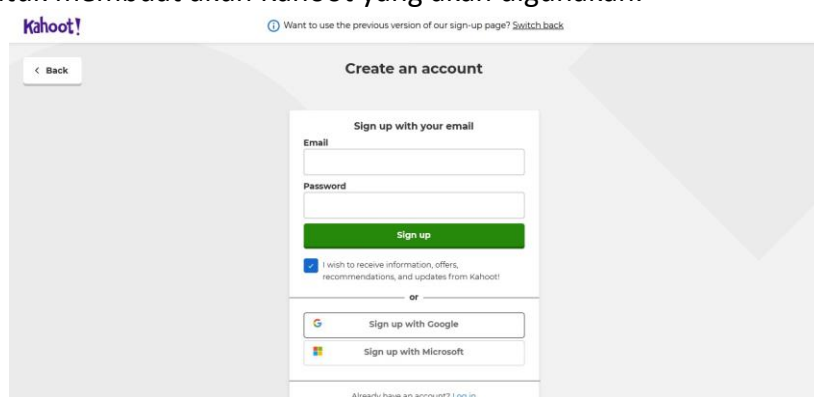 membuat akun Kahoot yang akan digunakan.
Kahoot!
Want to use the previous version of our sign-up page? Switch back
< Back
Create an account
Sign up with your email
Email
Password
Sign up
I wish to receive information, offers,
recommendations, and updates from Kahoot!
or
G Sign up with Google
Sign up with Microsoft
Already have an account? Log in